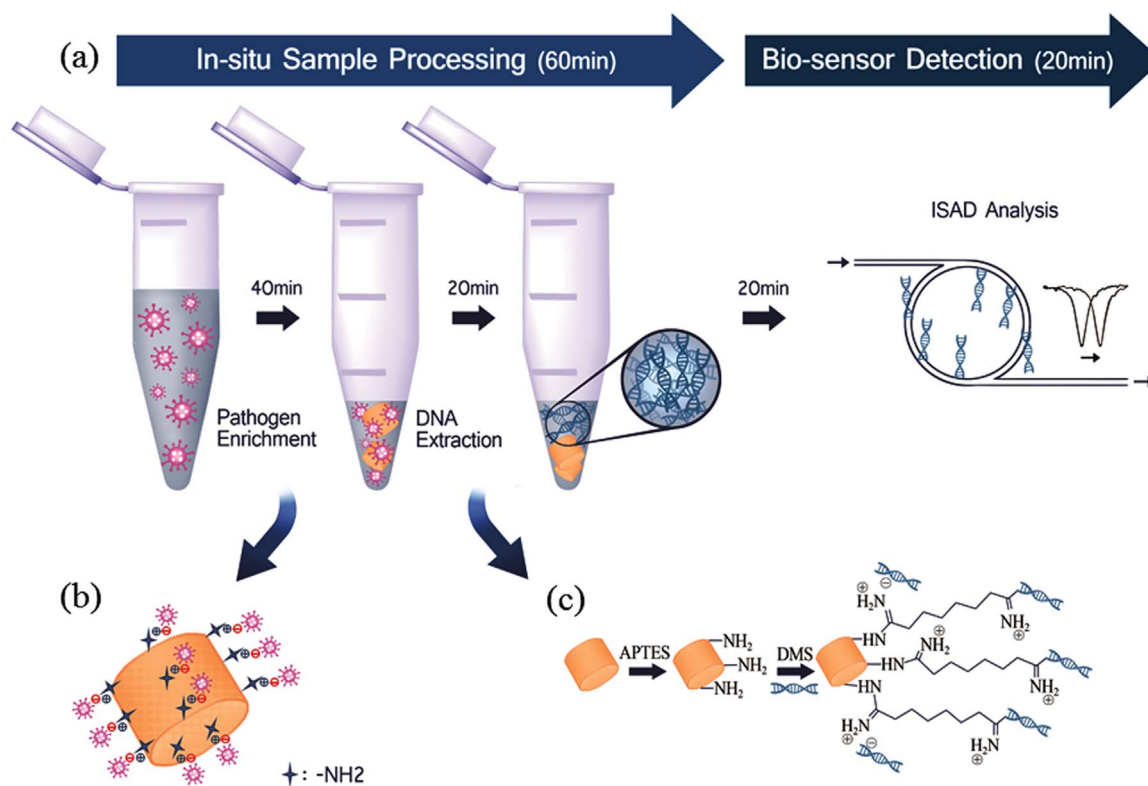 (a)
In-situ Sample Processing (60min)
Bio-sensor Detection (20min)
ISAD Analysis
40min
20min
20min
Pathogen
Enrichment
DNA
Extraction
(b)
-NH2
(c)
APTES
NH₂
NH₂
NH₂
DMS
H₂N
⊕
⊖
HN
NH₂
⊕
HN
NH₂
⊕
NH₂
⊕
HN
H₂N
⊕
⊖
H₂N
⊕